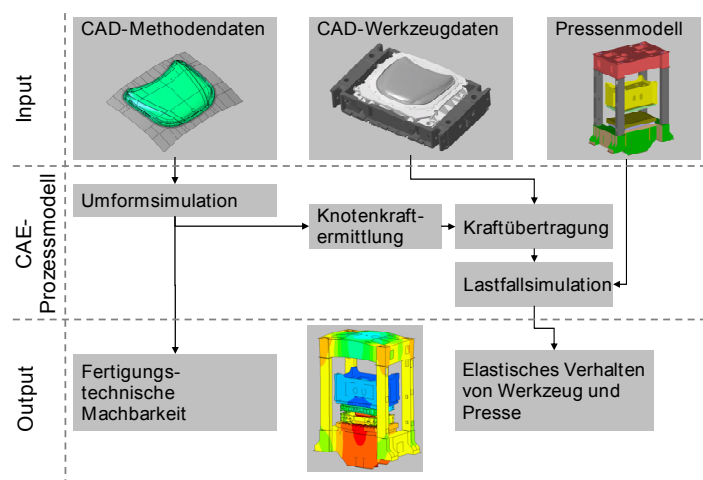 CAD-Methodendaten
CAD-Werkzeugdaten
Pressenmodell
Input
CAE-
Prozessmodell
Umformsimulation
Knotenkraft-
ermittlung
Kraftübertragung
Lastfallsimulation
Output
Fertigungs-
technische
Machbarkeit
Elastisches Verhalten
von Werkzeug und
Presse